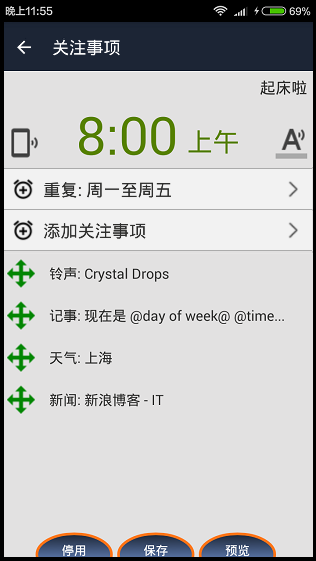 晚上11:55
69%
关注事项
起床啦
8:00 上午
A
重复: 周一至周五
添加关注事项
铃声: Crystal Drops
记事: 现在是 @day of week@ @time...
天气: 上海
新闻: 新浪博客 - IT
停用
保存
预览